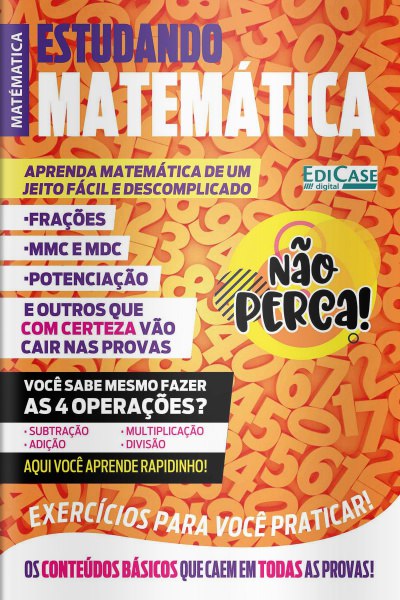 MATEMÁTICA
ESTUDANDO
MATEMÁTICA
APRENDA MATEMÁTICA DE UM
JEITO FÁCIL E DESCOMPLICADO
EDICASE
digital
•FRAÇÕES
•MMC E MDC
•POTENCIAÇÃO
E OUTROS QUE
COM CERTEZA VÃO
CAIR NAS PROVAS
NÃO
PERCA!
VOCÊ SABE MESMO FAZER
AS 4 OPERAÇÕES?
• SUBTRAÇÃO • MULTIPLICAÇÃO
• ADIÇÃO • DIVISÃO
AQUI VOCÊ APRENDE RAPIDINHO!
EXERCÍCIOS PARA VOCÊ PRATICAR!
OS CONTEÚDOS BÁSICOS QUE CAEM EM TODAS AS PROVAS!